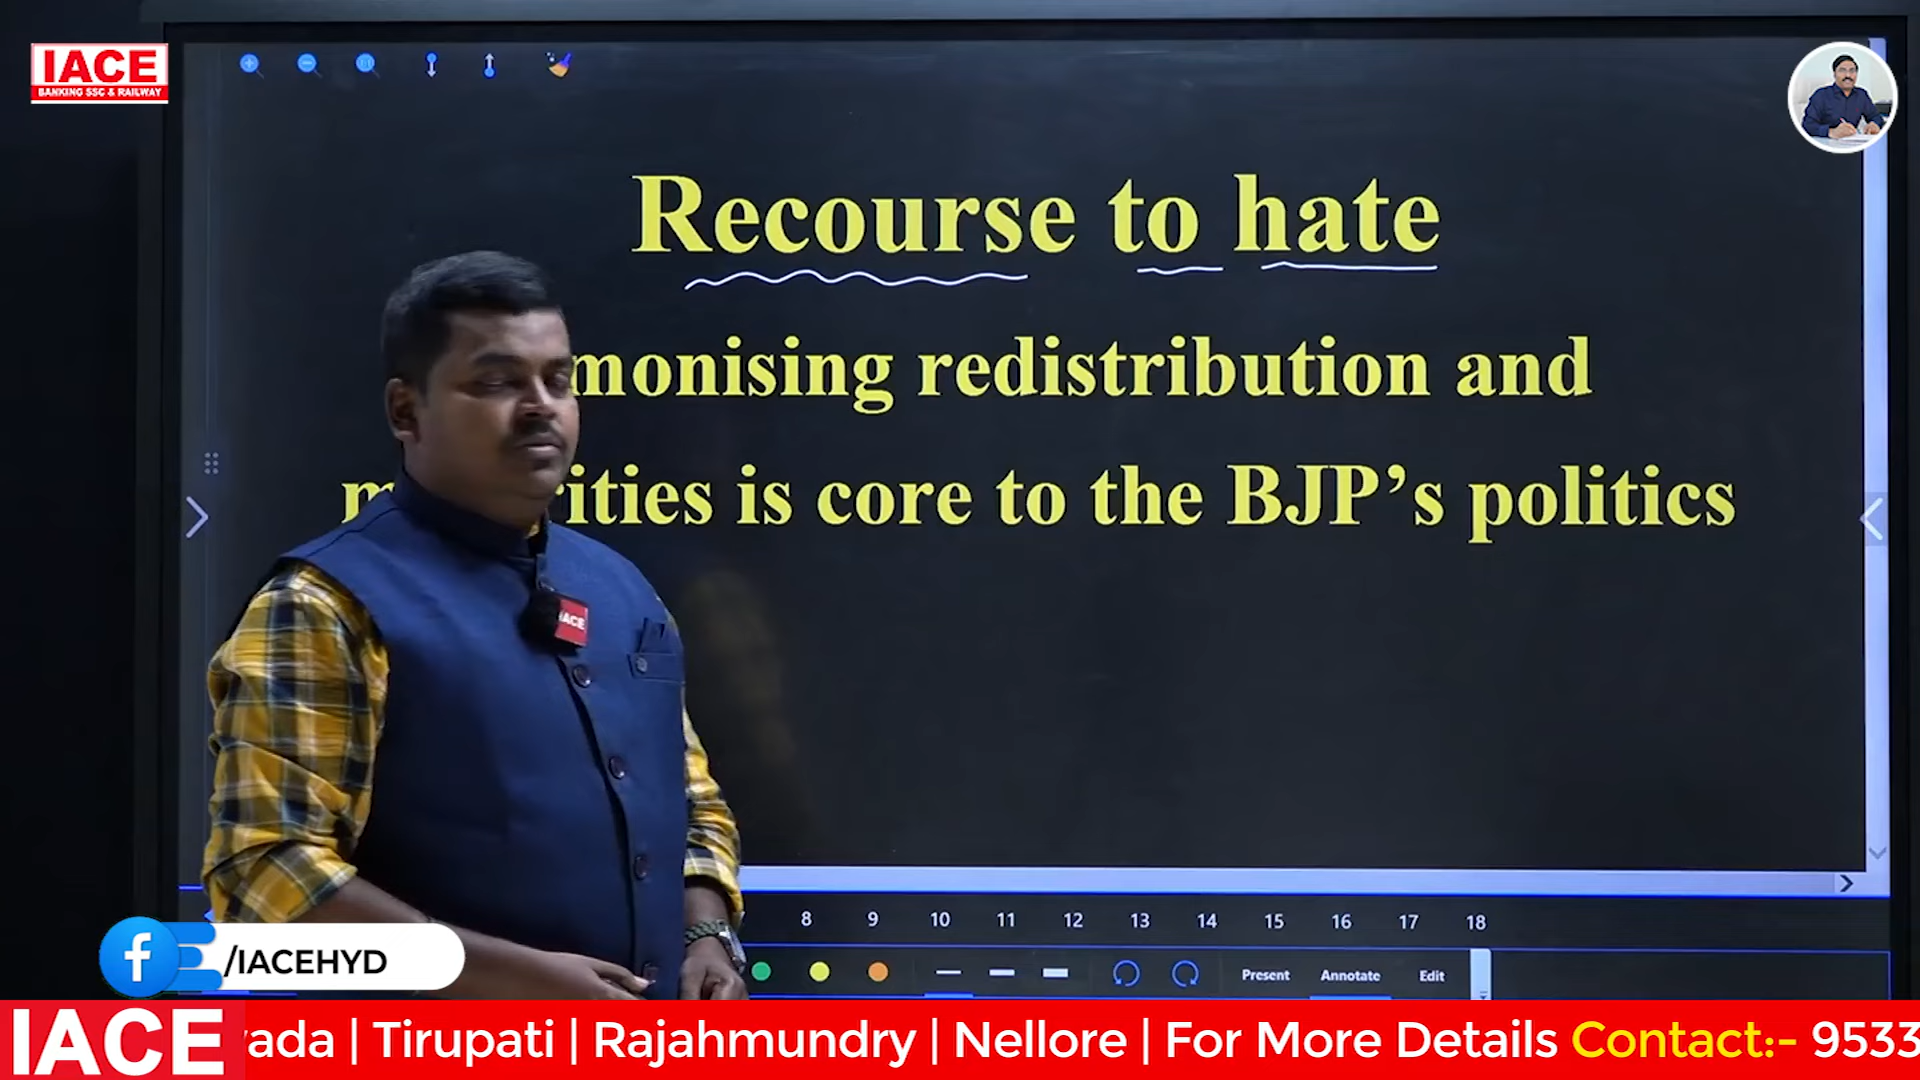 IACE
BANKING SSC & RAILWAY
Recourse to hate
monising redistribution and
rities is core to the BJP’s politics
IACE
8 9 10 11 12 13 14 15 16 17 18
Present Annotate Edit
f /IACEHYD
IACE
ada | Tirupati | Rajahmundry | Nellore | For More Details Contact:- 9533